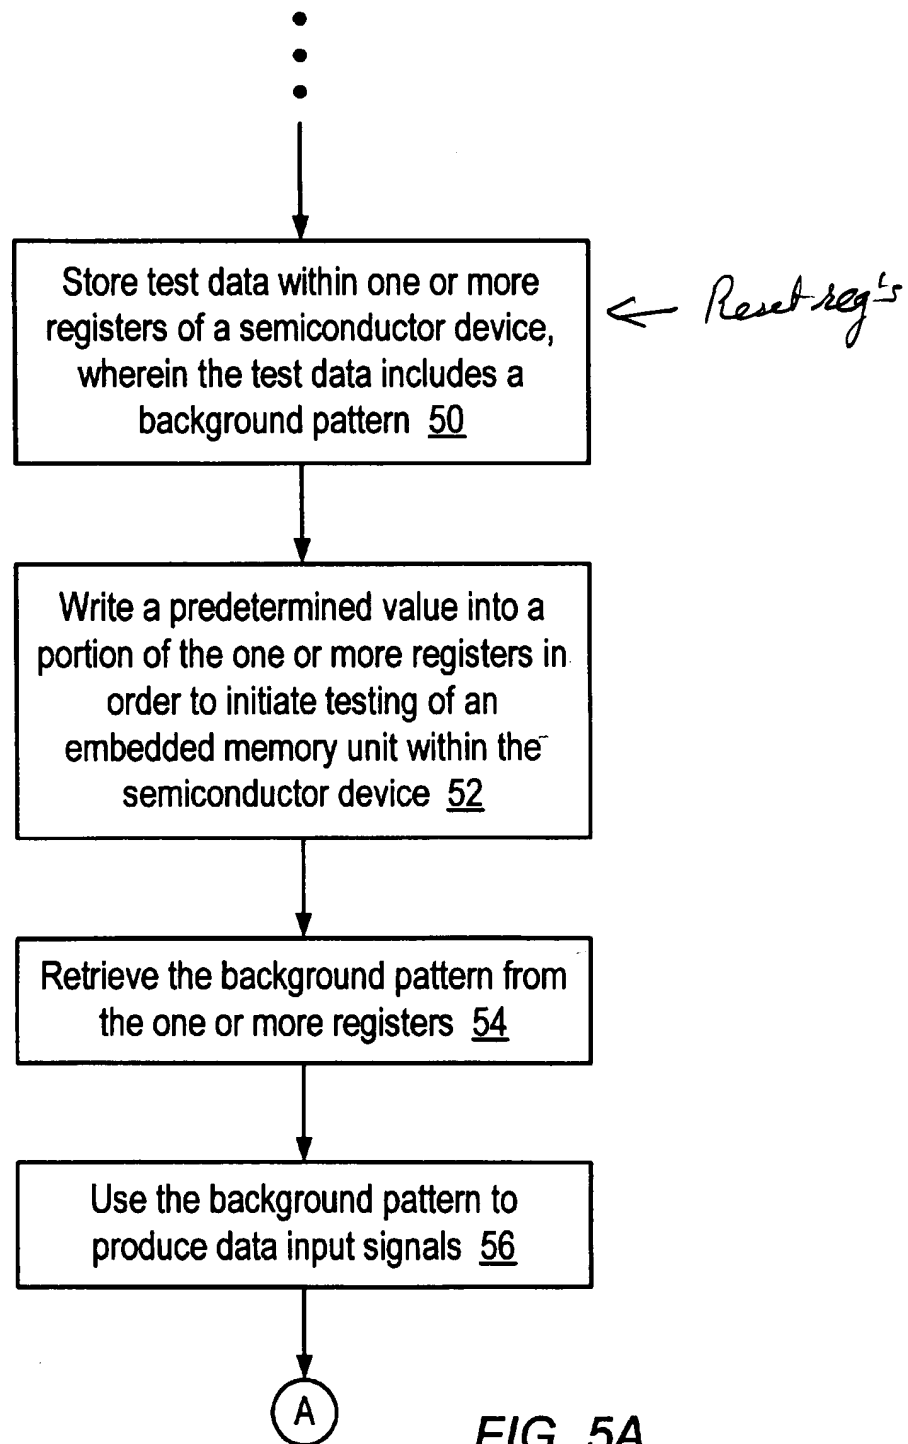 Store test data within one or more
registers of a semiconductor device,
wherein the test data includes a
background pattern 50
Reset reg's
Write a predetermined value into a
portion of the one or more registers in
order to initiate testing of an
embedded memory unit within the
semiconductor device 52
Retrieve the background pattern from
the one or more registers 54
Use the background pattern to
produce data input signals 56
A
FIG. 5A